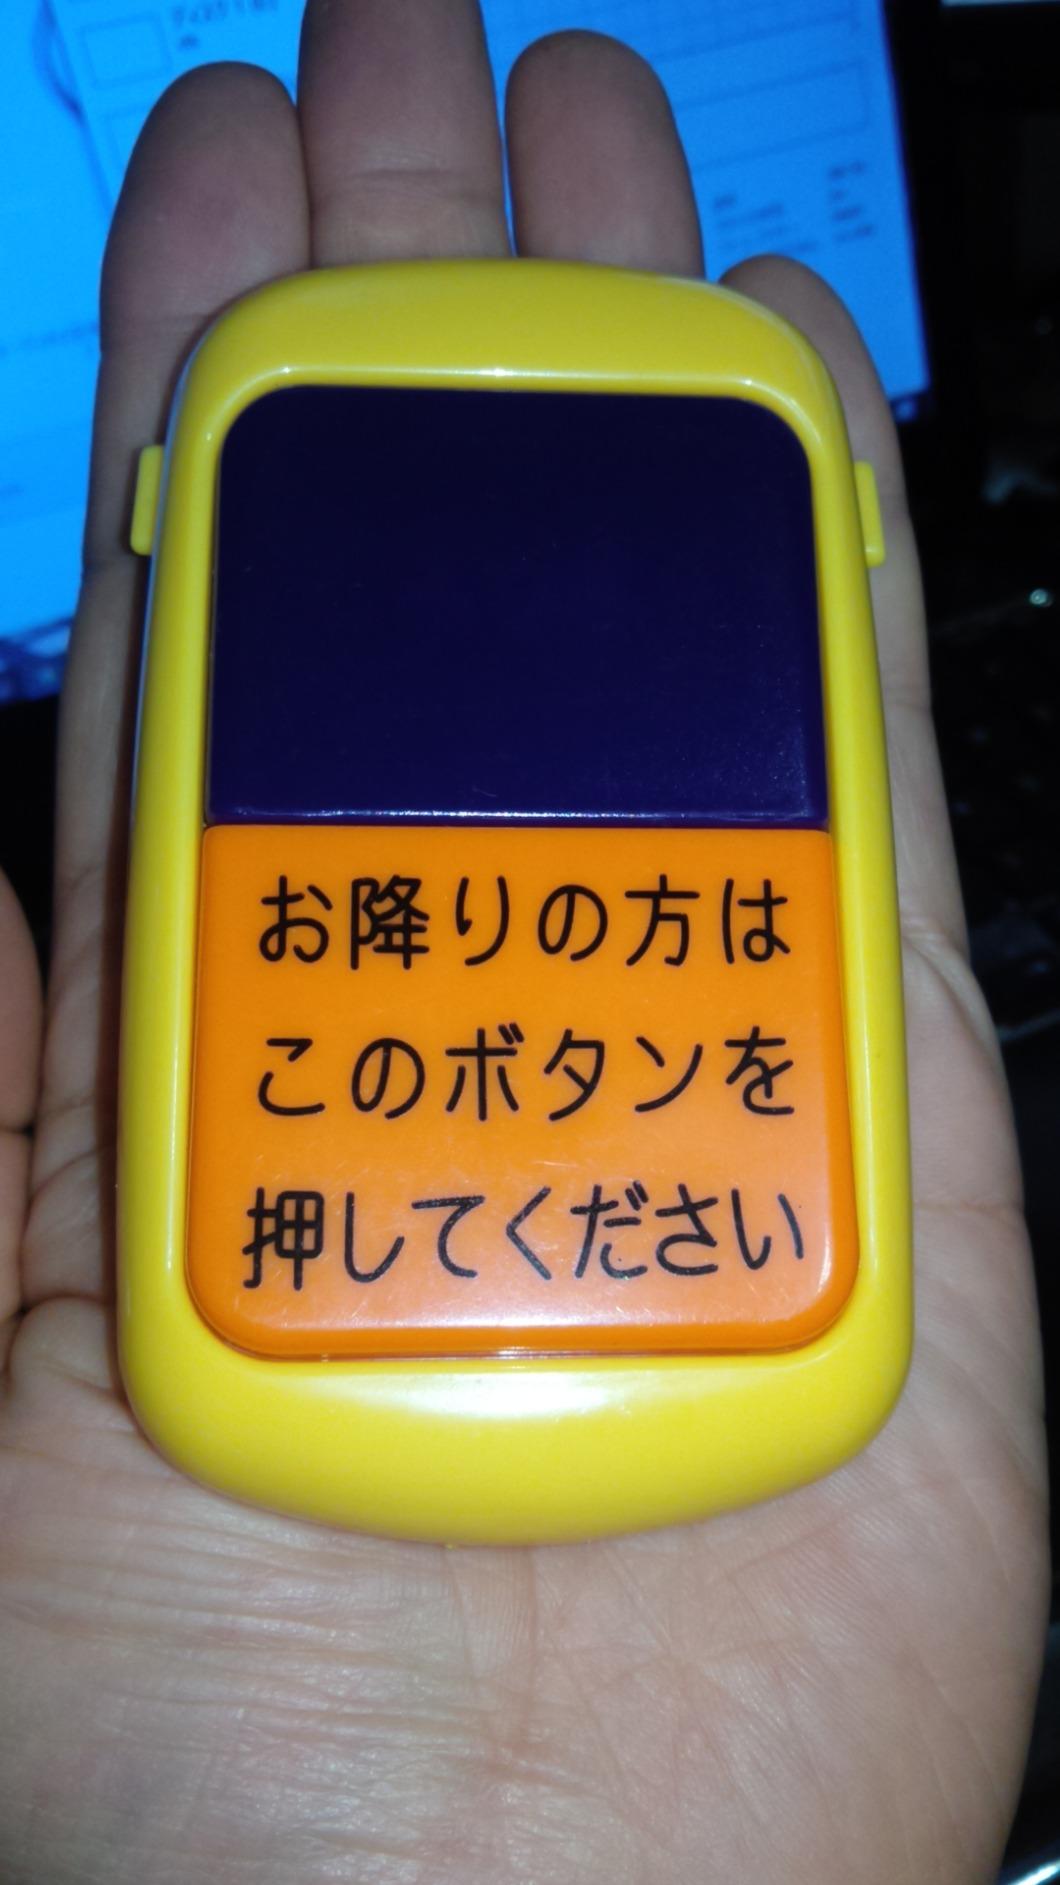 お降りの方は
このボタンを
押してください